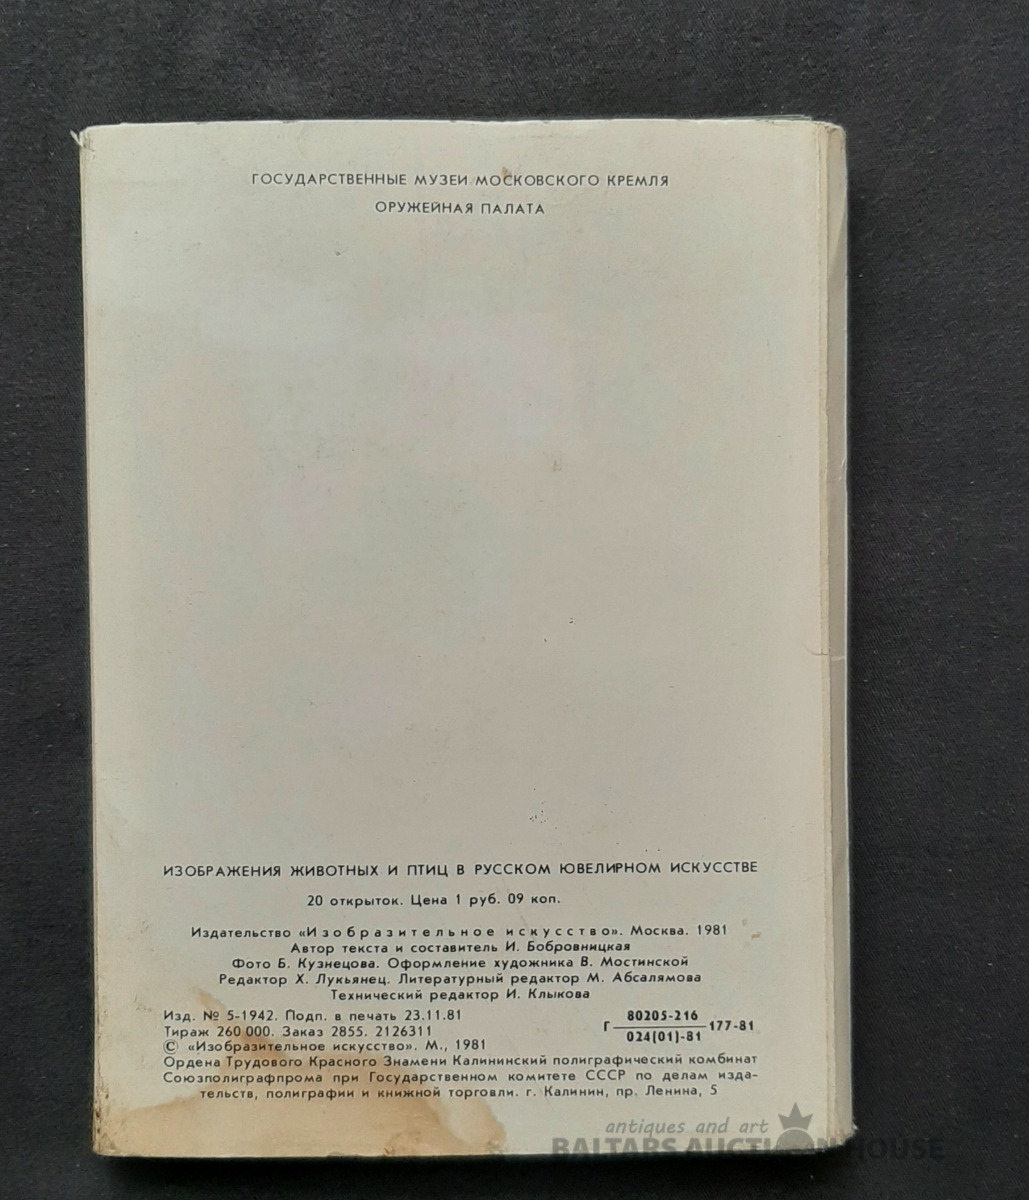 ГОСУДАРСТВЕННЫЕ МУЗЕИ МОСКОВСКОГО КРЕМЛЯ
ОРУЖЕЙНАЯ ПАЛАТА
ИЗОБРАЖЕНИЯ ЖИВОТНЫХ И ПТИЦ В РУССКОМ ЮВЕЛИРНОМ ИСКУССТВЕ
20 открыток. Цена 1 руб. 09 коп.
Издательство «Изобразительное искусство». Москва. 1981
Автор текста и составитель И. Бобровницкая
Фото Б. Кузнецова. Оформление художника В. Мостинской
Редактор Х. Лукьянец. Литературный редактор М. Абсалямова
Технический редактор И. Клыкова
Изд. № 5-1942. Подп. в печать 23.11.81
Тираж 260 000. Заказ 2855. 2126311
Г 80205-216 / 024(01)-81 177-81
© «Изобразительное искусство». М., 1981
Ордена Трудового Красного Знамени Калининский полиграфический комбинат
Союзполиграфпрома при Государственном комитете СССР по делам изда-
тельств, полиграфии и книжной торговли. г. Калинин, пр. Ленина, 5
antiques and art
BALTARS AUCTION HOUSE